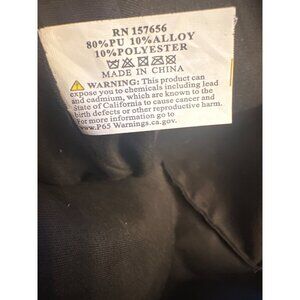 RN 157656
80%PU 10%ALLOY
10%POLYESTER
MADE IN CHINA
WARNING: This product can
expose you to chemicals including lead
and cadmium, which are known to the
State of California to cause cancer and
birth defects or other reproductive harm.
For more information go to
www.P65 Warnings.ca.gov.